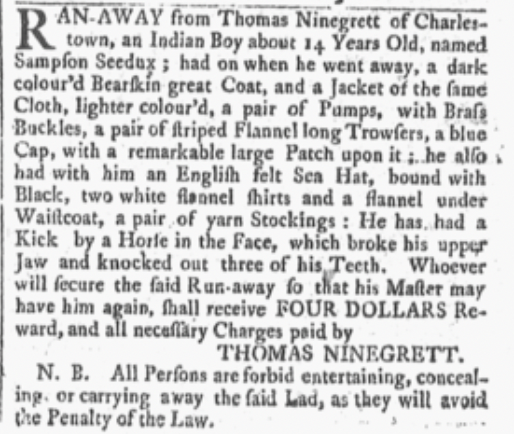 RAN-AWAY from Thomas Ninegrett of Charles-
town, an Indian Boy about 14 Years Old, named
Sampſon Seedux ; had on when he went away, a dark
colour'd Bearſkin great Coat, and a Jacket of the ſame
Cloth, lighter colour'd, a pair of Pumps, with Braſs
Buckles, a pair of ſtriped Flannel long Trowſers, a blue
Cap, with a remarkable large Patch upon it ; he alſo
had with him an Engliſh felt Sea Hat, bound with
Black, two white flannel ſhirts and a flannel under
Waiſtcoat, a pair of yarn Stockings : He has had a
Kick by a Horſe in the Face, which broke his upper
Jaw and knocked out three of his Teeth. Whoever
will ſecure the ſaid Run-away ſo that his Maſter may
have him again, ſhall receive FOUR DOLLARS Re-
ward, and all neceſſary Charges paid by
THOMAS NINEGRETT.
N. B. All Perſons are forbid entertaining, conceal-
ing or carrying away the ſaid Lad, as they will avoid
the Penalty of the Law.